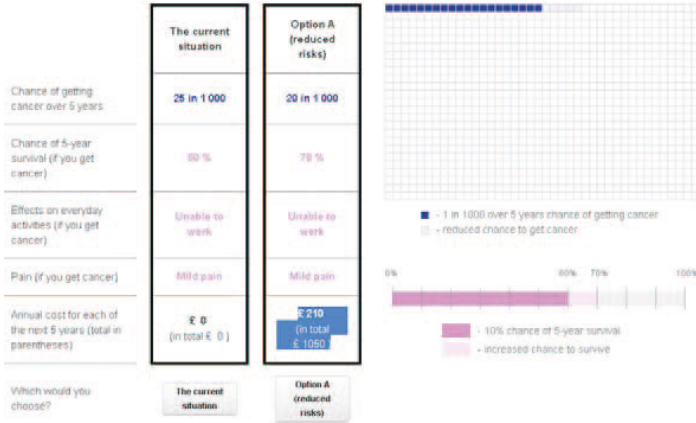 The current situation
Option A (reduced risks)
Chance of getting cancer over 5 years
25 in 1 000
20 in 1 000
Chance of 5-year survival (if you get cancer)
60 %
70 %
Effects on everyday activities (if you get cancer)
Unable to work
Unable to work
Pain (if you get cancer)
Mild pain
Mild pain
Annual cost for each of the next 5 years (total in parentheses)
£ 0
(in total £ 0 )
£ 210
(in total £ 1050 )
Which would you choose?
The current situation
Option A (reduced risks)
- 1 in 1000 over 5 years chance of getting cancer
- reduced chance to get cancer
0% 60% 70% 100%
- 10% chance of 5-year survival
- increased chance to survive